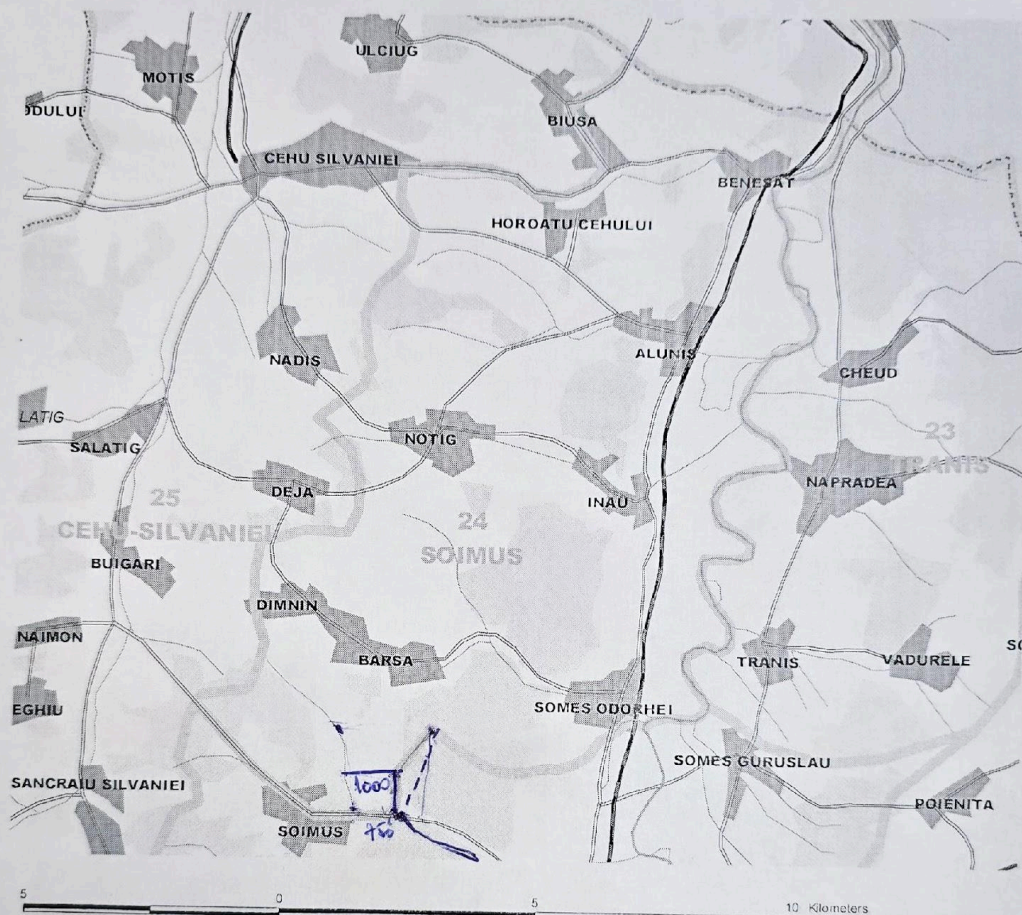 ULCIUG
MOTIS
ODULUI
BIUSA
CEHU SILVANIEI
BENESAT
HOROATU CEHULUI
NADIS
ALUNIS
CHEUD
LATIG
SALATIG
NOTIG
23
TRANIS
NAPRADEA
DEJA
INAU
25
CEHU-SILVANIEI
24
SOIMUS
BUIGARI
DIMNIN
NAIMON
BARSA
TRANIS
VADURELE
EGHIU
SOMES ODORHEI
SOMES GURUSLAU
SANCRAIU SILVANIEI
1000
POIENITA
SOIMUS
750
5 0 5 10 Kilometers